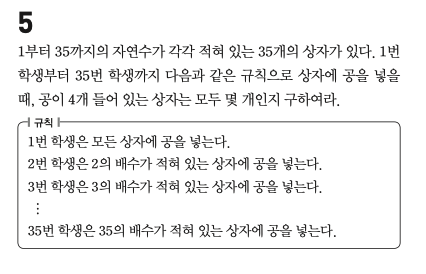 5
1부터 35까지의 자연수가 각각 적혀 있는 35개의 상자가 있다. 1번
학생부터 35번 학생까지 다음과 같은 규칙으로 상자에 공을 넣을
때, 공이 4개 들어 있는 상자는 모두 몇 개인지 구하여라.
규칙
1번 학생은 모든 상자에 공을 넣는다.
2번 학생은 2의 배수가 적혀 있는 상자에 공을 넣는다.
3번 학생은 3의 배수가 적혀 있는 상자에 공을 넣는다.
⋮
35번 학생은 35의 배수가 적혀 있는 상자에 공을 넣는다.